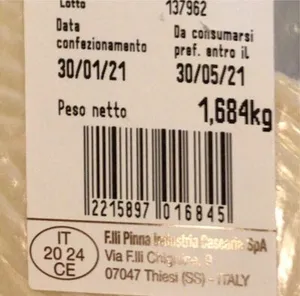 Lotto 137962
Data confezionamento
Da consumarsi pref. entro il
30/01/21 30/05/21
Peso netto 1,684kg
2215897 016845
IT
20 24
CE
F.lli Pinna Industria Casearia SpA
Via F.lli Chighine, 9
07047 Thiesi (SS) - ITALY